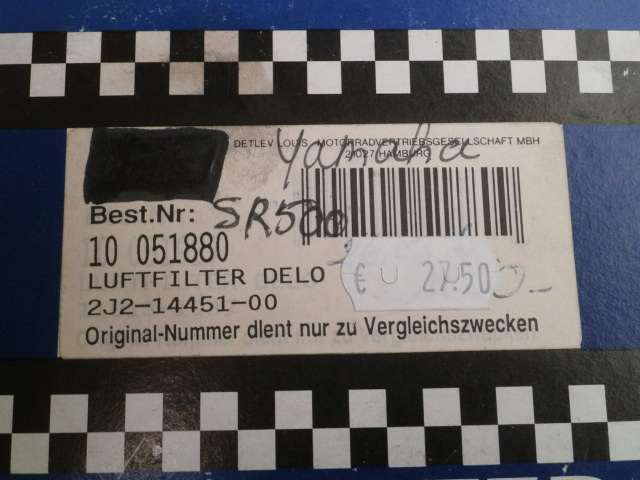 DETLEV LOUIS MOTORRADVERTRIEBSGESELLSCHAFT MBH
21027 HAMBURG
Yamaha
Best.Nr: SR500
10 051880
LUFTFILTER DELO
€ 27.50
2J2-14451-00
Original-Nummer dient nur zu Vergleichszwecken